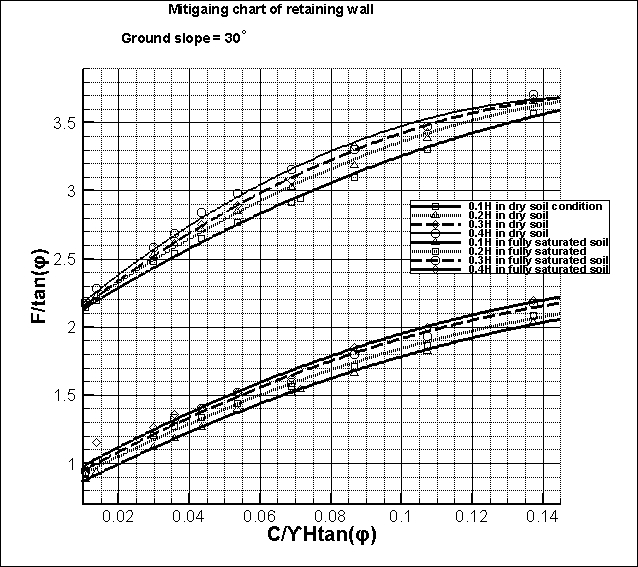 Mitigaing chart of retaining wall
Ground slope = 30°
3.5
3
2.5
2
1.5
1
F/tan(φ)
0.1H in dry soil condition
0.2H in dry soil
0.3H in dry soil
0.4H in dry soil
0.1H in fully saturated soil
0.2H in fully saturated
0.3H in fully saturated soil
0.4H in fully saturated soil
0.02 0.04 0.06 0.08 0.1 0.12 0.14
C/ϒHtan(φ)